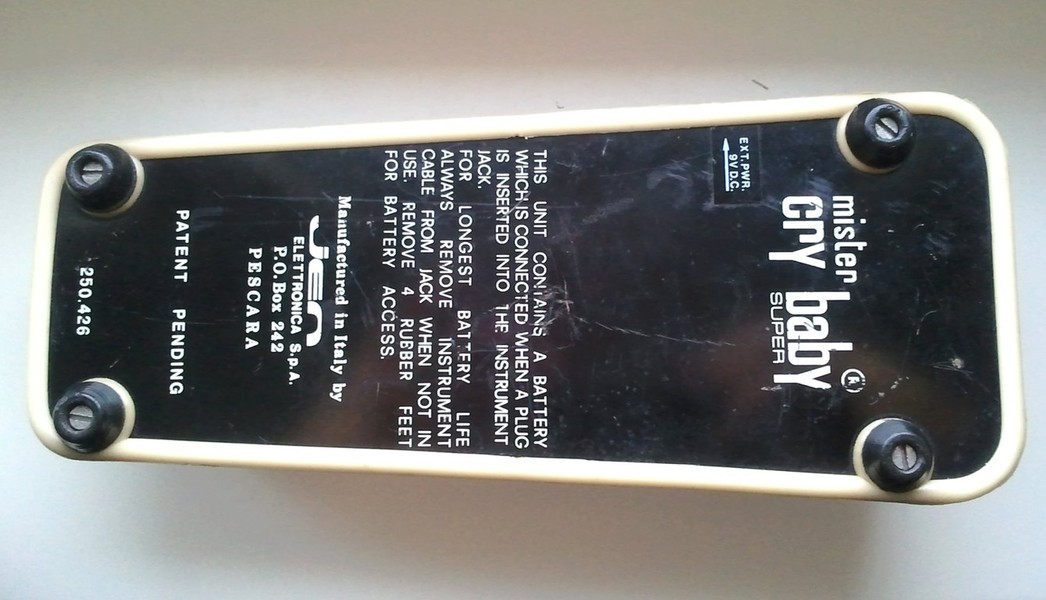 EXT.PWR.
9V D.C.
mister
cry baby ®
SUPER
THIS UNIT CONTAINS A BATTERY
WHICH IS CONNECTED WHEN A PLUG
IS INSERTED INTO THE INSTRUMENT
JACK.
FOR LONGEST BATTERY LIFE
ALWAYS REMOVE INSTRUMENT
CABLE FROM JACK WHEN NOT IN
USE. REMOVE 4 RUBBER FEET
FOR BATTERY ACCESS.
Manufactured in Italy by
Jen
ELETTRONICA S.p.A.
P.O. Box 242
PESCARA
PATENT PENDING
250.426